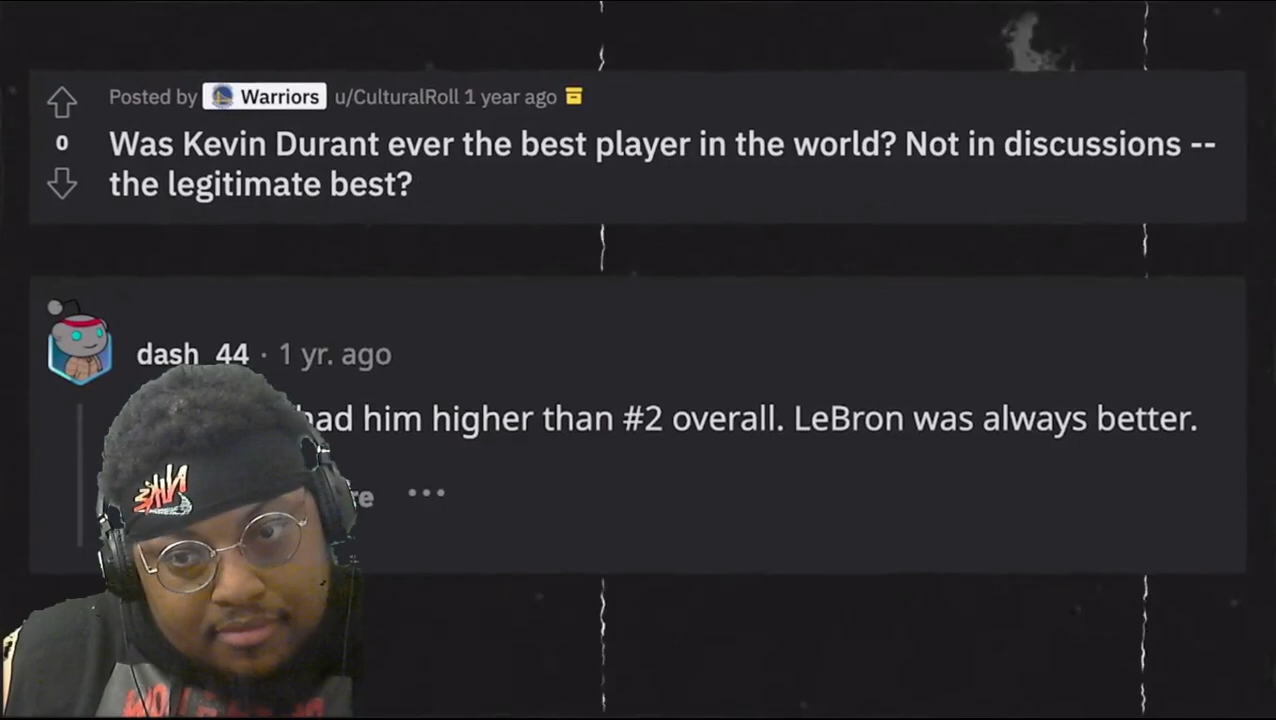 Posted by Warriors u/CulturalRoll 1 year ago
0
Was Kevin Durant ever the best player in the world? Not in discussions --
the legitimate best?
dash_44 · 1 yr. ago
had him higher than #2 overall. LeBron was always better.